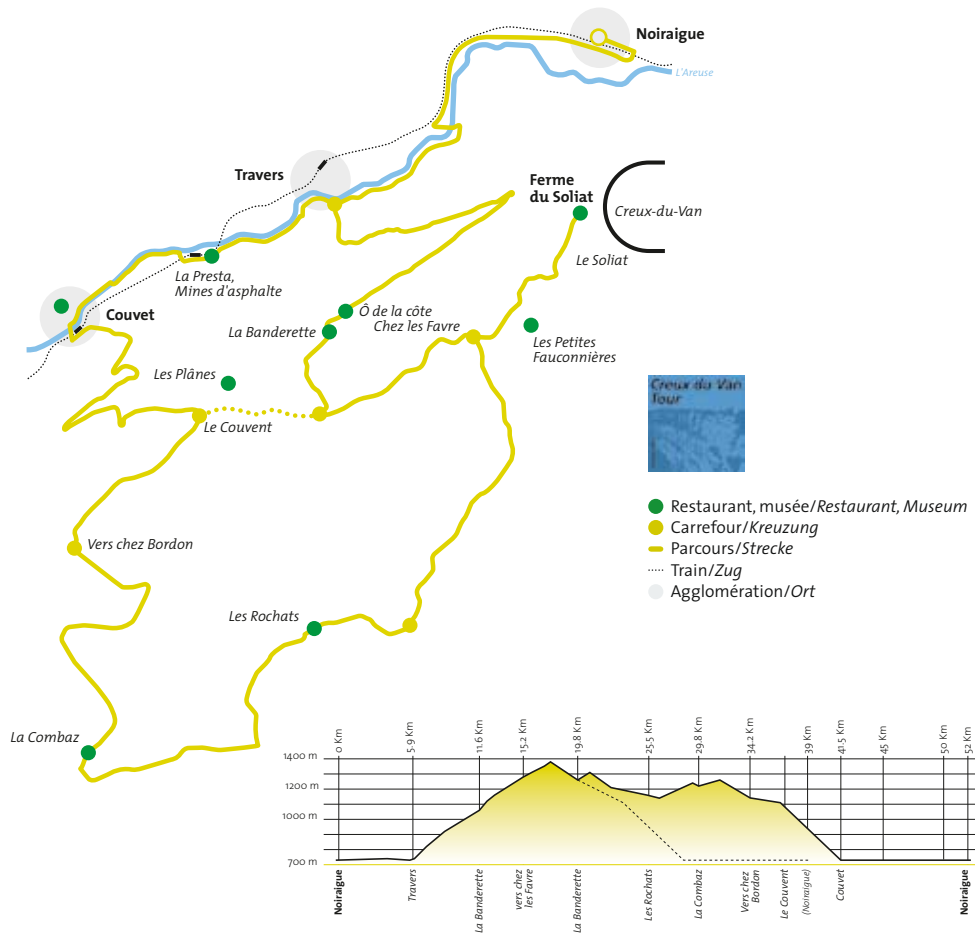 Noiraigue
L'Areuse
Travers
Ferme
du Soliat
Creux-du-Van
Le Soliat
La Presta,
Mines d'asphalte
Couvet
Ô de la côte
Chez les Favre
La Banderette
Les Petites
Fauconnières
Les Plânes
Le Couvent
Creux du Van
Tour
Restaurant, musée/Restaurant, Museum
Carrefour/Kreuzung
Parcours/Strecke
Train/Zug
Agglomération/Ort
Vers chez Bordon
Les Rochats
La Combaz
0 Km
5.9 Km
11.6 Km
15.2 Km
19.8 Km
25.5 Km
29.8 Km
34.2 Km
39 Km
41.5 Km
45 Km
50 Km
52 Km
1400 m
1200 m
1000 m
700 m
Noiraigue
Travers
La Banderette
vers chez
les Favre
La Banderette
Les Rochats
La Combaz
Vers chez
Bordon
Le Couvent
(Noiraigue)
Couvet
Noiraigue